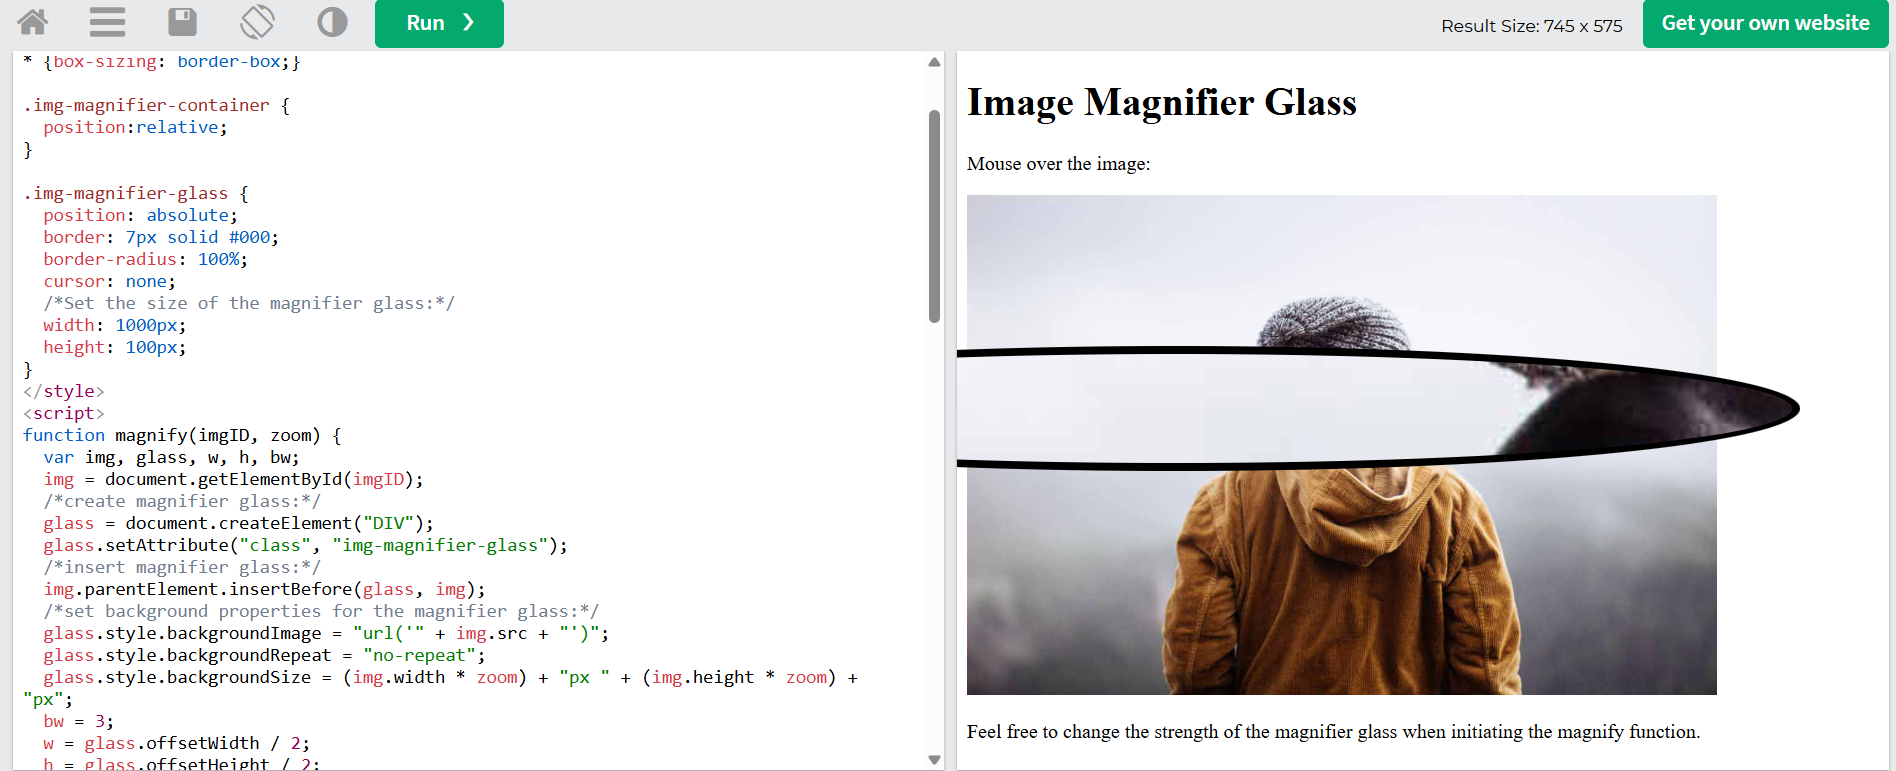 Run ❯
Result Size: 745 x 575
Get your own website
* {box-sizing: border-box;}
.img-magnifier-container {
  position:relative;
}
.img-magnifier-glass {
  position: absolute;
  border: 7px solid #000;
  border-radius: 100%;
  cursor: none;
  /*Set the size of the magnifier glass:*/
  width: 1000px;
  height: 100px;
}
</style>
<script>
function magnify(imgID, zoom) {
  var img, glass, w, h, bw;
  img = document.getElementById(imgID);
  /*create magnifier glass:*/
  glass = document.createElement("DIV");
  glass.setAttribute("class", "img-magnifier-glass");
  /*insert magnifier glass:*/
  img.parentElement.insertBefore(glass, img);
  /*set background properties for the magnifier glass:*/
  glass.style.backgroundImage = "url('" + img.src + "')";
  glass.style.backgroundRepeat = "no-repeat";
  glass.style.backgroundSize = (img.width * zoom) + "px " + (img.height * zoom) +
"px";
  bw = 3;
  w = glass.offsetWidth / 2;
  h = glass.offsetHeight / 2;
Image Magnifier Glass
Mouse over the image:
Feel free to change the strength of the magnifier glass when initiating the magnify function.